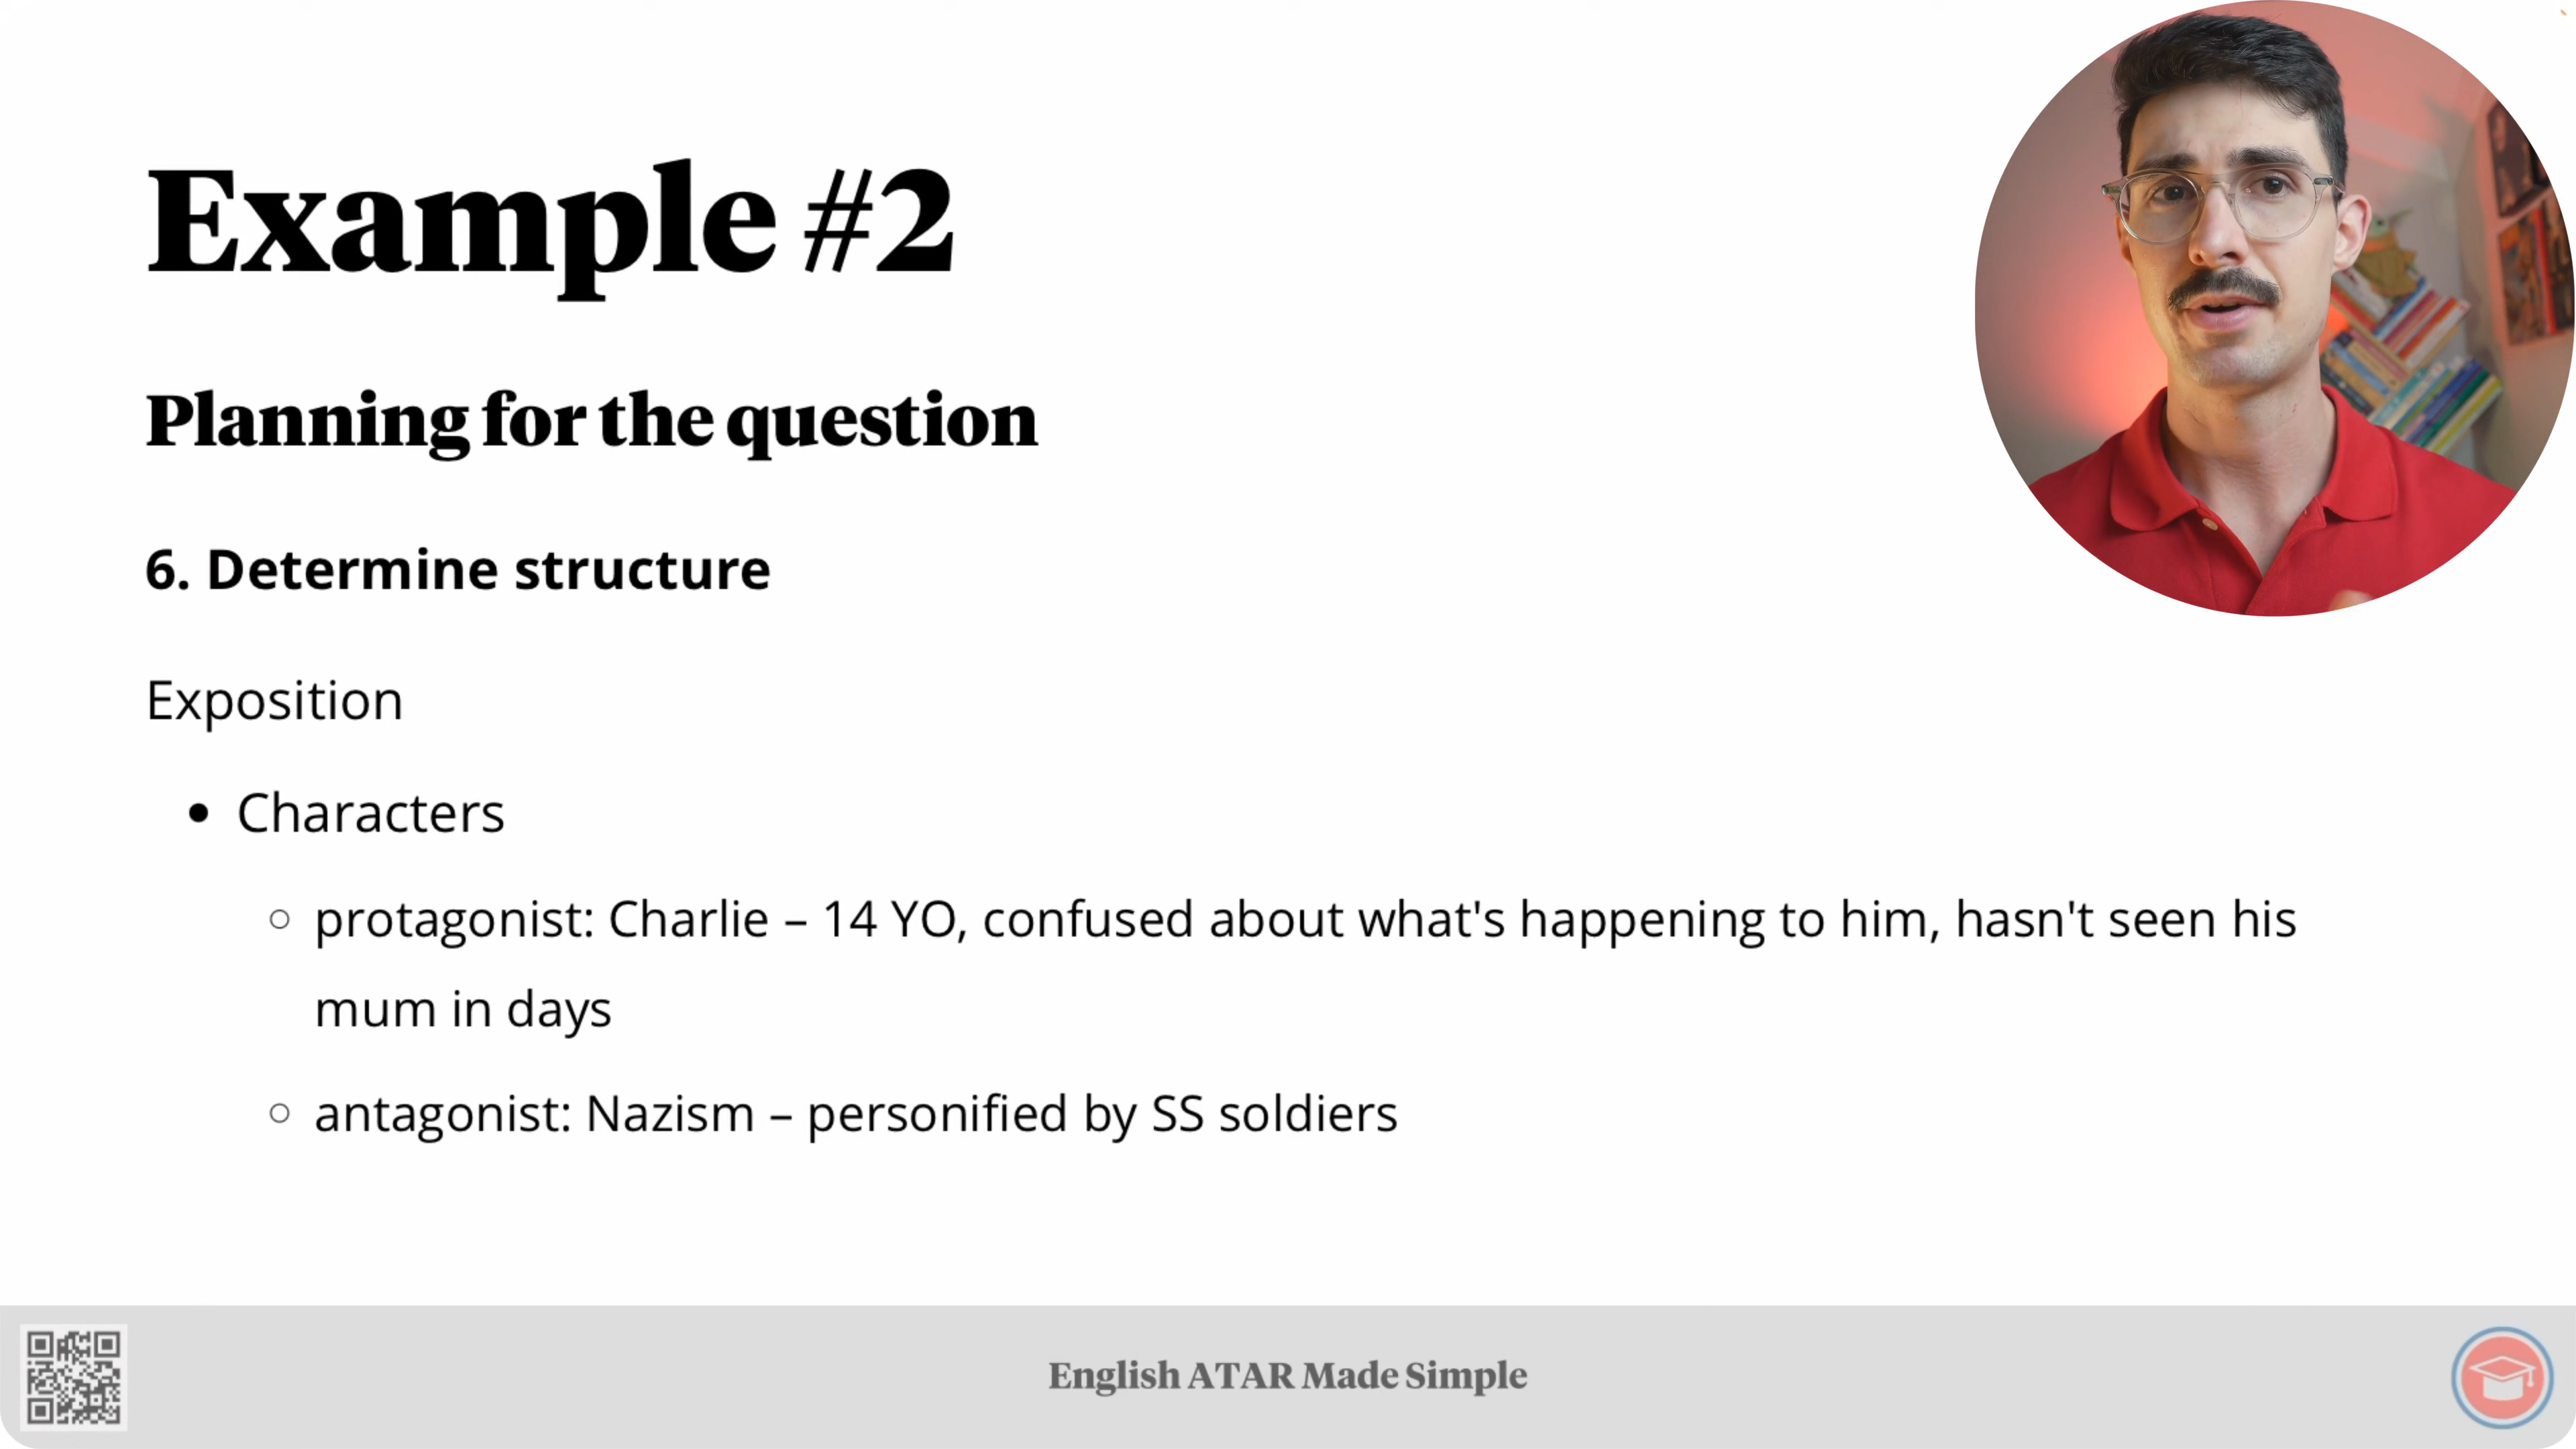 Example #2
Planning for the question
6. Determine structure
Exposition
• Characters
○ protagonist: Charlie – 14 YO, confused about what's happening to him, hasn't seen his
mum in days
○ antagonist: Nazism – personified by SS soldiers
English ATAR Made Simple